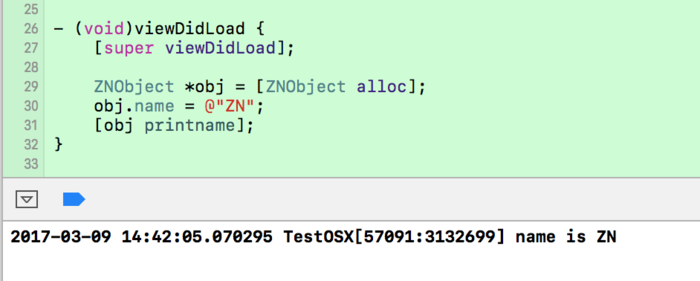 25
26 - (void)viewDidLoad {
27 [super viewDidLoad];
28
29 ZNObject *obj = [ZNObject alloc];
30 obj.name = @"ZN";
31 [obj printname];
32 }
33
2017-03-09 14:42:05.070295 TestOSX[57091:3132699] name is ZN